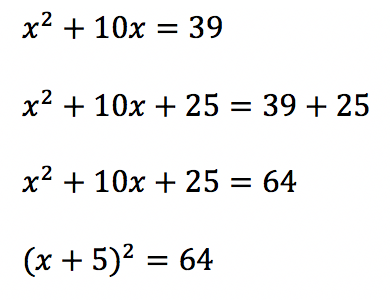 x² + 10x = 39
x² + 10x + 25 = 39 + 25
x² + 10x + 25 = 64
(x + 5)² = 64